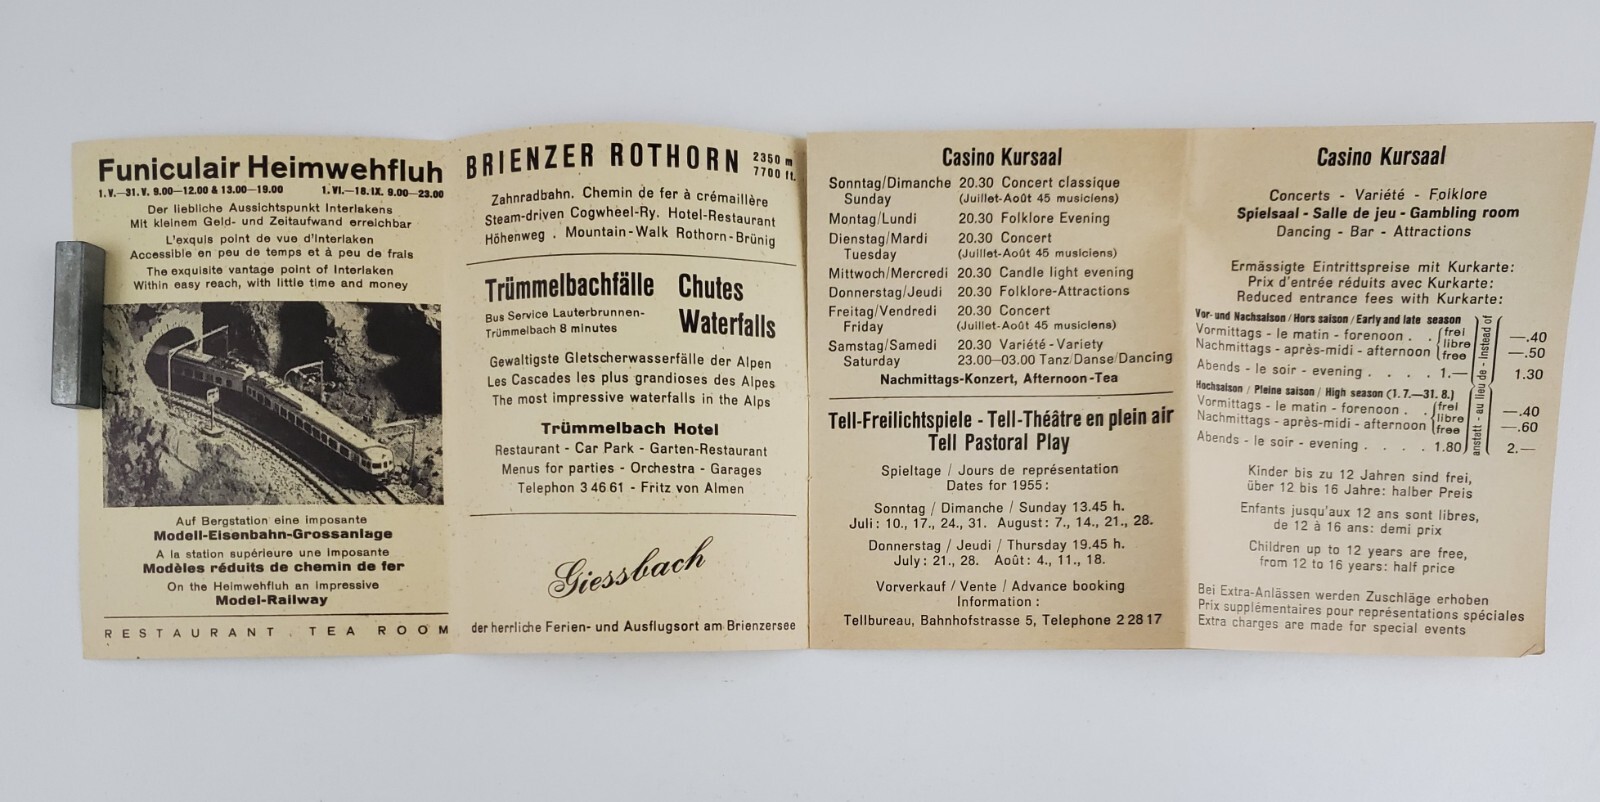 Funiculair Heimwehfluh
1.V.—31.V. 9.00—12.00 & 13.00—19.00 1.VI.—18.IX. 9.00—23.00
Der liebliche Aussichtspunkt Interlakens
Mit kleinem Geld- und Zeitaufwand erreichbar
L'exquis point de vue d'Interlaken
Accessible en peu de temps et à peu de frais
The exquisite vantage point of Interlaken
Within easy reach, with little time and money
Auf Bergstation eine imposante
Modell-Eisenbahn-Grossanlage
A la station supérieure une imposante
Modèles réduits de chemin de fer
On the Heimwehfluh an impressive
Model-Railway
RESTAURANT . TEA ROOM
BRIENZER ROTHORN 2350 m
7700 ft.
Zahnradbahn. Chemin de fer à crémaillère
Steam-driven Cogwheel-Ry. Hotel-Restaurant
Höhenweg . Mountain-Walk Rothorn-Brünig
Trümmelbachfälle Chutes
Waterfalls
Bus Service Lauterbrunnen-
Trümmelbach 8 minutes
Gewaltigste Gletscherwasserfälle der Alpen
Les Cascades les plus grandioses des Alpes
The most impressive waterfalls in the Alps
Trümmelbach Hotel
Restaurant - Car Park - Garten-Restaurant
Menus for parties - Orchestra - Garages
Telephon 3 46 61 - Fritz von Almen
Giessbach
der herrliche Ferien- und Ausflugsort am Brienzersee
Casino Kursaal
Sonntag/Dimanche 20.30 Concert classique
Sunday (Juillet-Août 45 musiciens)
Montag/Lundi 20.30 Folklore Evening
Dienstag/Mardi 20.30 Concert
Tuesday (Juillet-Août 45 musiciens)
Mittwoch/Mercredi 20.30 Candle light evening
Donnerstag/Jeudi 20.30 Folklore-Attractions
Freitag/Vendredi 20.30 Concert
Friday (Juillet-Août 45 musiciens)
Samstag/Samedi 20.30 Variété-Variety
Saturday 23.00—03.00 Tanz/Danse/Dancing
Nachmittags-Konzert, Afternoon-Tea
Tell-Freilichtspiele - Tell-Théâtre en plein air
Tell Pastoral Play
Spieltage / Jours de représentation
Dates for 1955:
Sonntag / Dimanche / Sunday 13.45 h.
Juli: 10., 17., 24., 31. August: 7., 14., 21., 28.
Donnerstag / Jeudi / Thursday 19.45 h.
July: 21., 28. Août: 4., 11., 18.
Vorverkauf / Vente / Advance booking
Information:
Tellbureau, Bahnhofstrasse 5, Telephone 2 28 17
Casino Kursaal
Concerts - Variété - Folklore
Spielsaal - Salle de jeu - Gambling room
Dancing - Bar - Attractions
Ermässigte Eintrittspreise mit Kurkarte:
Prix d'entrée réduits avec Kurkarte:
Reduced entrance fees with Kurkarte:
Vor- und Nachsaison / Hors saison / Early and late season
Vormittags - le matin - forenoon . . frei —.40
libre
Nachmittags - après-midi - afternoon free —.50
Abends - le soir - evening . . . . 1.— 1.30
Hochsaison / Pleine saison / High season (1.7.—31.8.)
Vormittags - le matin - forenoon . . frei —.40
libre
Nachmittags - après-midi - afternoon free —.60
Abends - le soir - evening . . . . 1.80 2.—
anstatt - au lieu de - instead of
Kinder bis zu 12 Jahren sind frei,
über 12 bis 16 Jahre: halber Preis
Enfants jusqu'aux 12 ans sont libres,
de 12 à 16 ans: demi prix
Children up to 12 years are free,
from 12 to 16 years: half price
Bei Extra-Anlässen werden Zuschläge erhoben
Prix supplémentaires pour représentations spéciales
Extra charges are made for special events